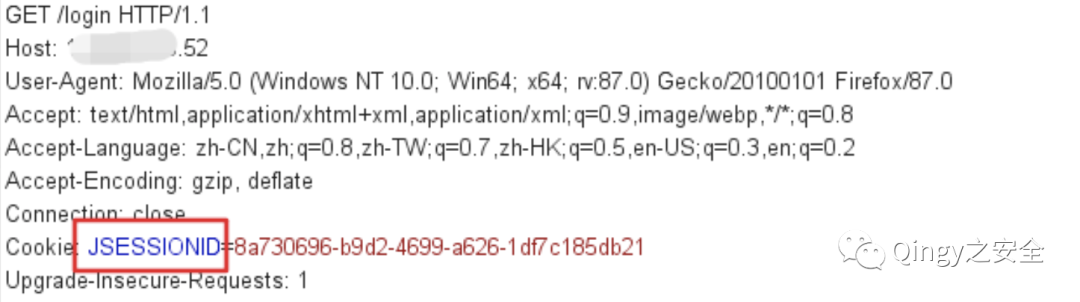 GET /login HTTP/1.1
Host: 1 .52
User-Agent: Mozilla/5.0 (Windows NT 10.0; Win64; x64; rv:87.0) Gecko/20100101 Firefox/87.0
Accept: text/html,application/xhtml+xml,application/xml;q=0.9,image/webp,*/*;q=0.8
Accept-Language: zh-CN,zh;q=0.8,zh-TW;q=0.7,zh-HK;q=0.5,en-US;q=0.3,en;q=0.2
Accept-Encoding: gzip, deflate
Connection: close
Cookie: JSESSIONID=8a730696-b9d2-4699-a626-1df7c185db21
Upgrade-Insecure-Requests: 1
Qingy之安全